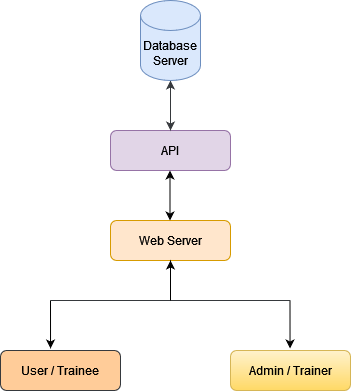 Database
Server
API
Web Server
User / Trainee
Admin / Trainer